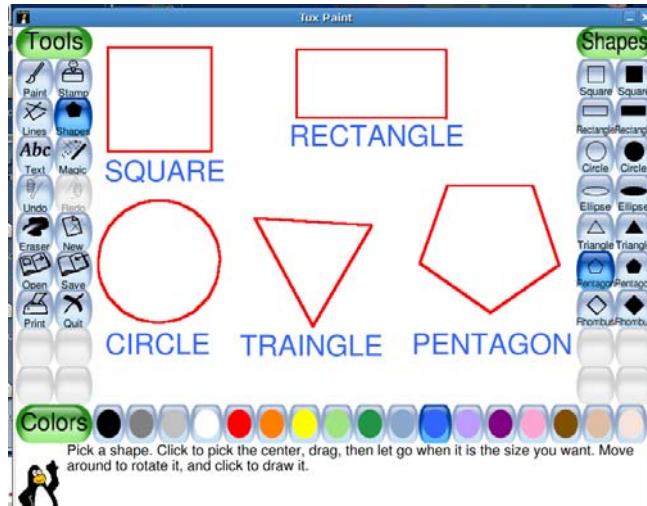 Tux Paint
Tools
Shapes
Paint Stamp
Lines Shapes
Abc
Text Magic
Undo Redo
Eraser New
Open Save
Print Quit
Square Square
Rectangle Rectangle
Circle Circle
Ellipse Ellipse
Triangle Triangle
Pentagon Pentagon
Rhombus Rhombus
SQUARE
RECTANGLE
CIRCLE
TRAINGLE
PENTAGON
Colors
Pick a shape. Click to pick the center, drag, then let go when it is the size you want. Move
around to rotate it, and click to draw it.